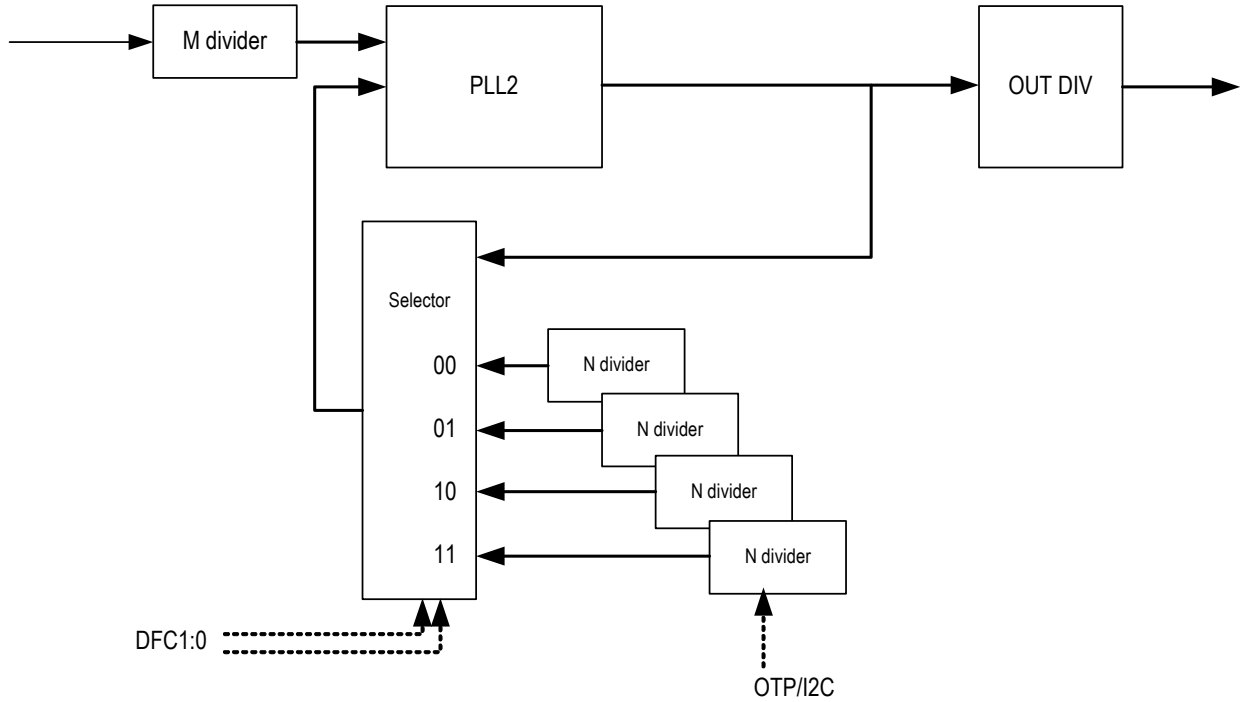 M divider
PLL2
OUT DIV
Selector
00
N divider
01
N divider
10
N divider
11
N divider
DFC1:0
OTP/I2C